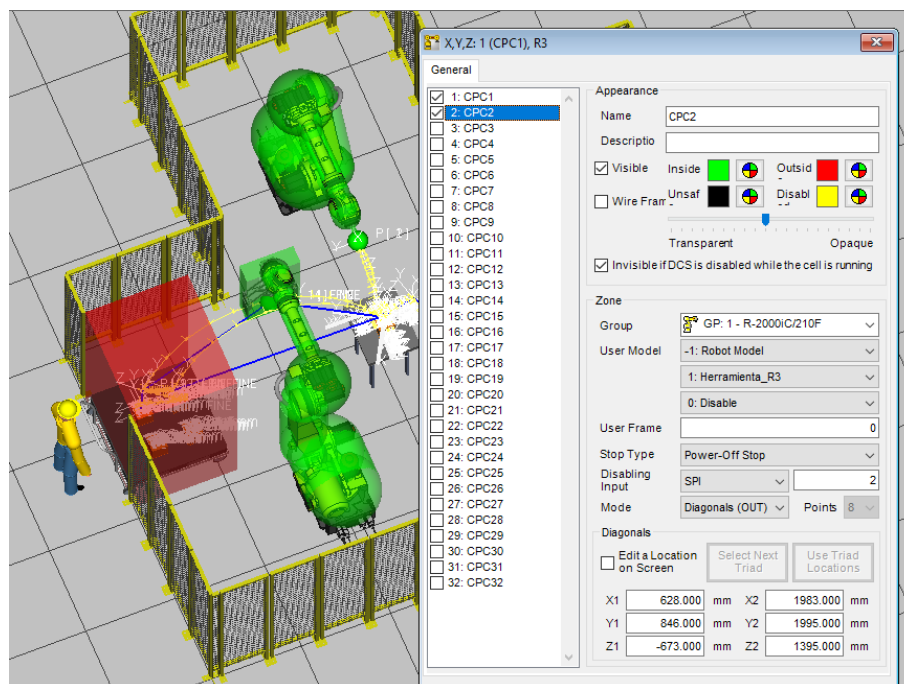 X,Y,Z: 1 (CPC1), R3
General
1: CPC1
2: CPC2
3: CPC3
4: CPC4
5: CPC5
6: CPC6
7: CPC7
8: CPC8
9: CPC9
10: CPC10
11: CPC11
12: CPC12
13: CPC13
14: CPC14
15: CPC15
16: CPC16
17: CPC17
18: CPC18
19: CPC19
20: CPC20
21: CPC21
22: CPC22
23: CPC23
24: CPC24
25: CPC25
26: CPC26
27: CPC27
28: CPC28
29: CPC29
30: CPC30
31: CPC31
32: CPC32
Appearance
Name CPC2
Descriptio
Visible Inside Outsid
Wire Fram Unsaf Disabl
Transparent Opaque
Invisible if DCS is disabled while the cell is running
Zone
Group GP: 1 - R-2000iC/210F
User Model -1: Robot Model
1: Herramienta_R3
0: Disable
User Frame 0
Stop Type Power-Off Stop
Disabling Input SPI 2
Mode Diagonals (OUT) Points 8
Diagonals
Edit a Location on Screen Select Next Triad Use Triad Locations
X1 628.000 mm X2 1983.000 mm
Y1 846.000 mm Y2 1995.000 mm
Z1 -673.000 mm Z2 1395.000 mm
Y X P[2]